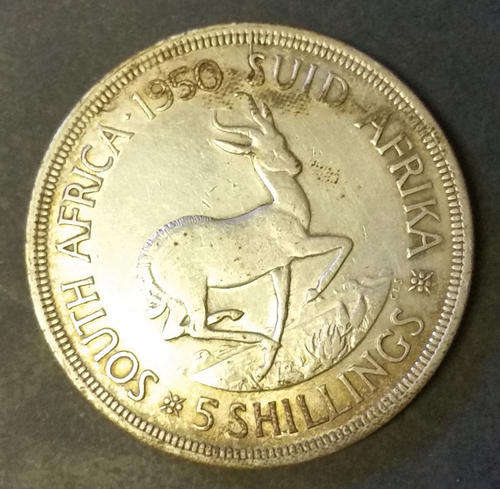 SOUTH AFRICA · 1950 SUID-AFRIKA
5 SHILLINGS